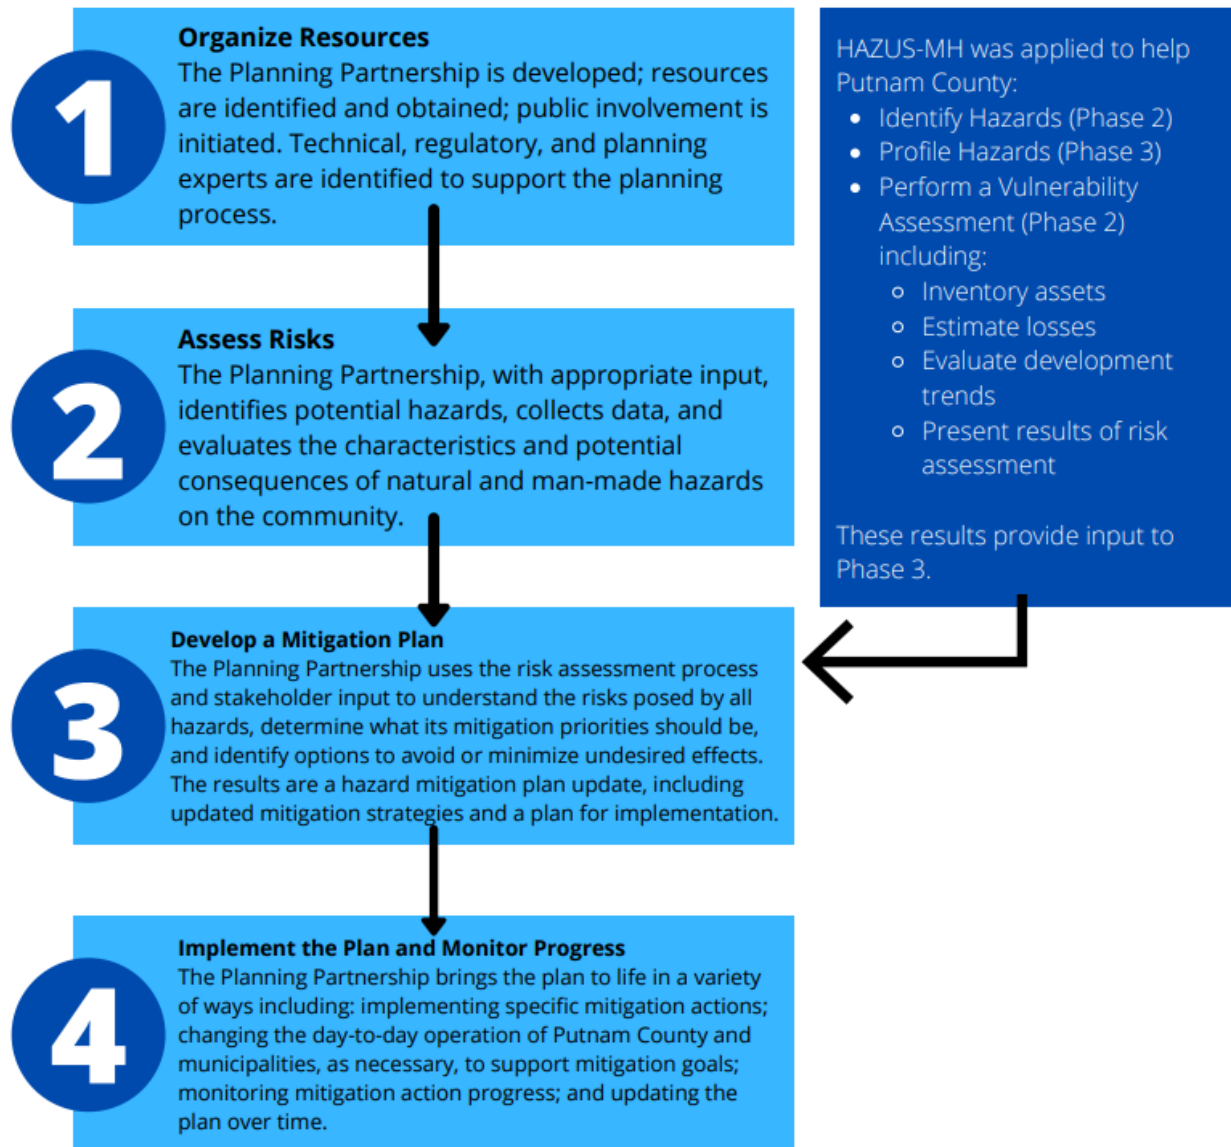 1
Organize Resources
The Planning Partnership is developed; resources
are identified and obtained; public involvement is
initiated. Technical, regulatory, and planning
experts are identified to support the planning
process.
2
Assess Risks
The Planning Partnership, with appropriate input,
identifies potential hazards, collects data, and
evaluates the characteristics and potential
consequences of natural and man-made hazards
on the community.
3
Develop a Mitigation Plan
The Planning Partnership uses the risk assessment process
and stakeholder input to understand the risks posed by all
hazards, determine what its mitigation priorities should be,
and identify options to avoid or minimize undesired effects.
The results are a hazard mitigation plan update, including
updated mitigation strategies and a plan for implementation.
4
Implement the Plan and Monitor Progress
The Planning Partnership brings the plan to life in a variety
of ways including: implementing specific mitigation actions;
changing the day-to-day operation of Putnam County and
municipalities, as necessary, to support mitigation goals;
monitoring mitigation action progress; and updating the
plan over time.
HAZUS-MH was applied to help
Putnam County:
• Identify Hazards (Phase 2)
• Profile Hazards (Phase 3)
• Perform a Vulnerability
Assessment (Phase 2)
including:
○ Inventory assets
○ Estimate losses
○ Evaluate development
trends
○ Present results of risk
assessment
These results provide input to
Phase 3.